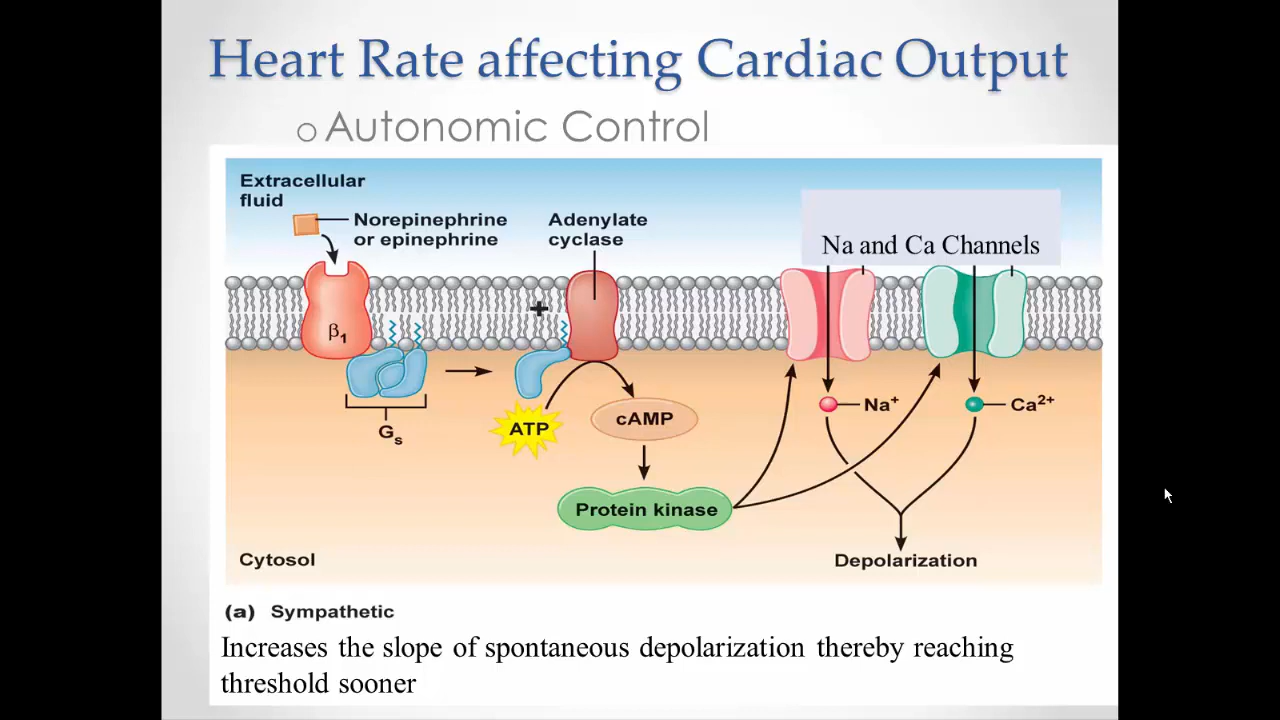 Heart Rate affecting Cardiac Output
o Autonomic Control
Extracellular
fluid
Norepinephrine
or epinephrine
Adenylate
cyclase
Na and Ca Channels
+
β1
Gs
ATP
cAMP
Na+
Ca2+
Protein kinase
Cytosol
Depolarization
(a) Sympathetic
Increases the slope of spontaneous depolarization thereby reaching
threshold sooner